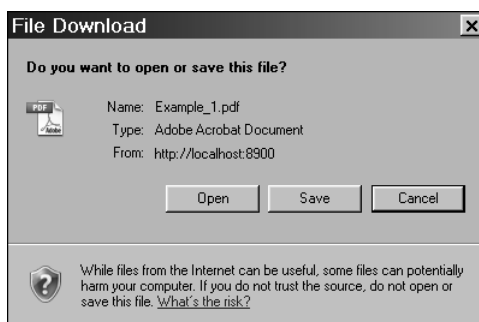 File Download
Do you want to open or save this file?
PDF
Adobe
Name: Example_1.pdf
Type: Adobe Acrobat Document
From: http://localhost:8900
Open Save Cancel
While files from the Internet can be useful, some files can potentially
harm your computer. If you do not trust the source, do not open or
save this file. What's the risk?